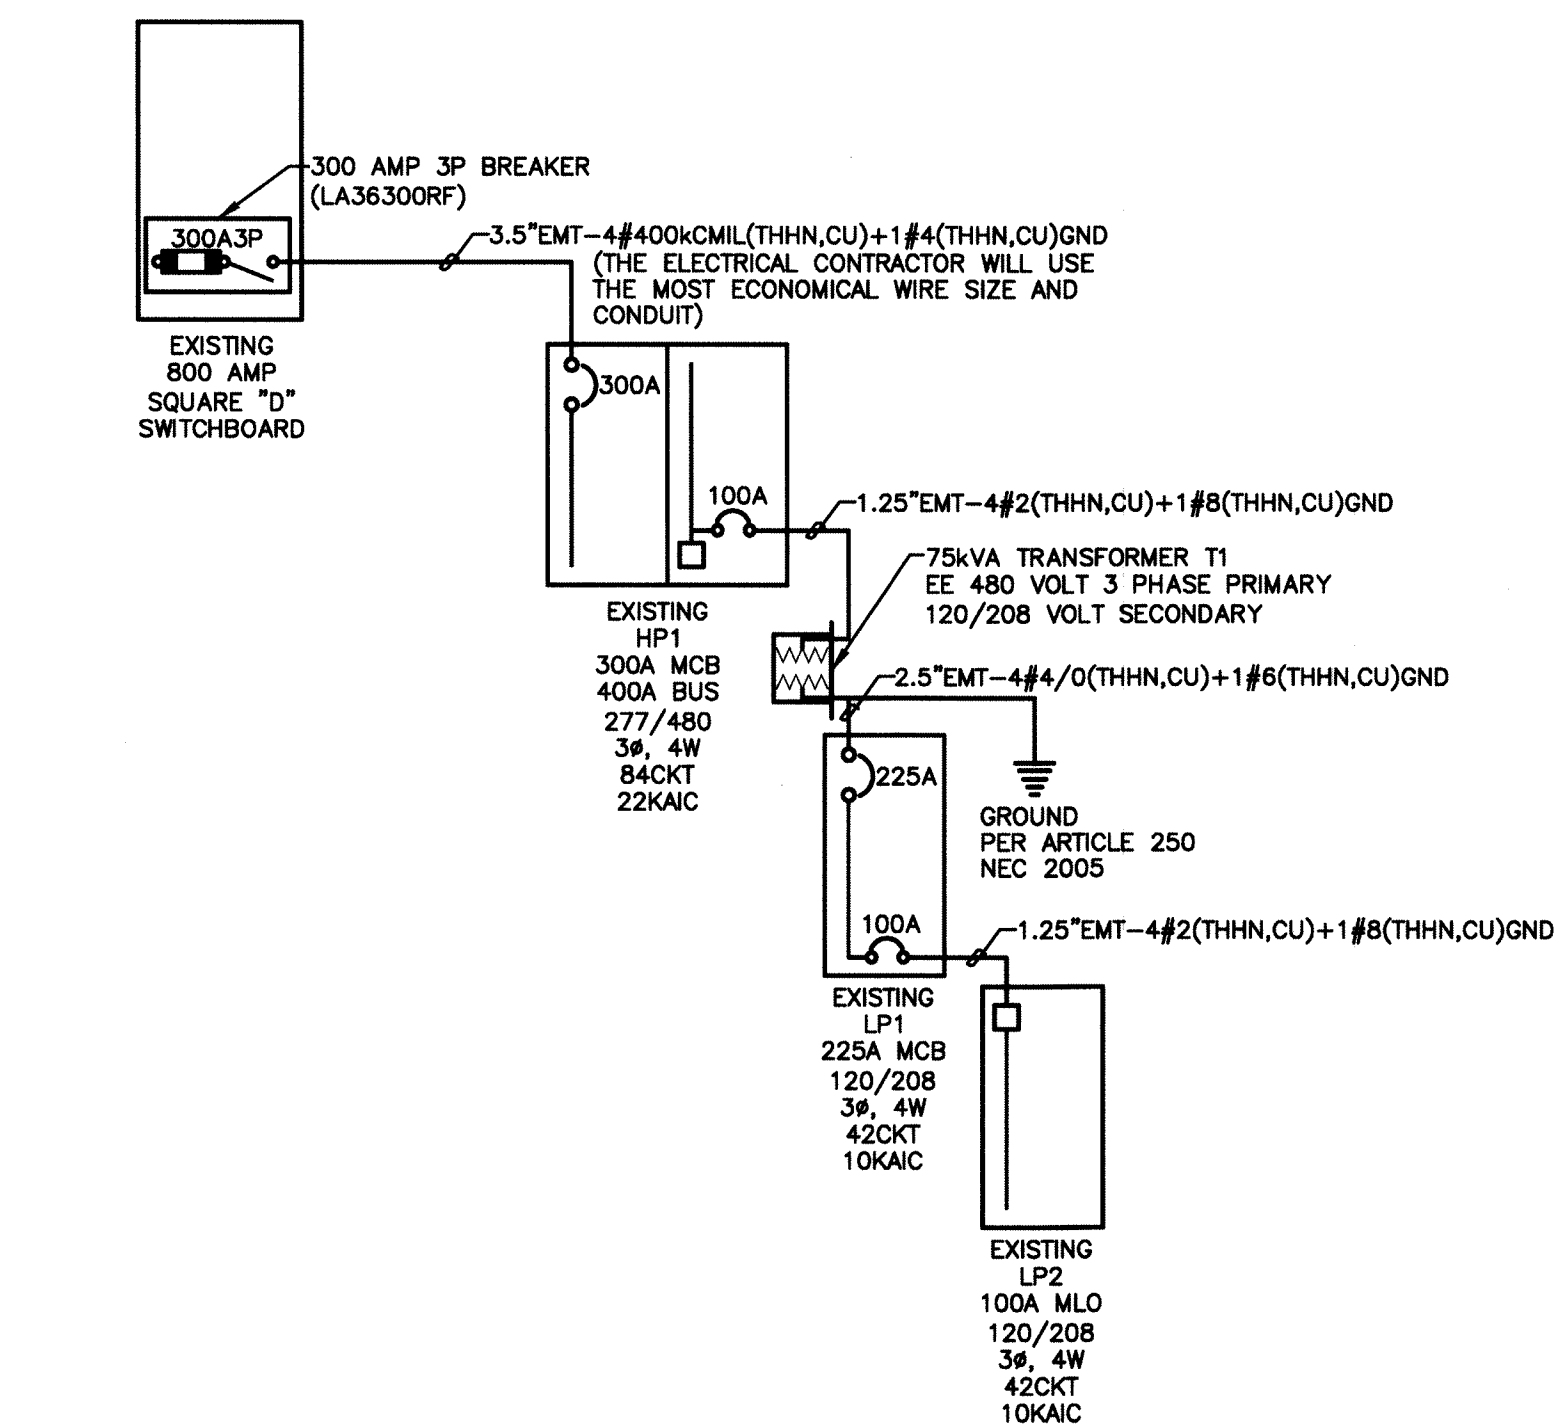 300 AMP 3P BREAKER
(LA36300RF)
300A3P
3.5"EMT-4#400kCMIL(THHN,CU)+1#4(THHN,CU)GND
(THE ELECTRICAL CONTRACTOR WILL USE
THE MOST ECONOMICAL WIRE SIZE AND
CONDUIT)
EXISTING
800 AMP
SQUARE "D"
SWITCHBOARD
300A
100A
1.25"EMT-4#2(THHN,CU)+1#8(THHN,CU)GND
75kVA TRANSFORMER T1
EE 480 VOLT 3 PHASE PRIMARY
120/208 VOLT SECONDARY
EXISTING
HP1
300A MCB
400A BUS
277/480
3ø, 4W
84CKT
22KAIC
2.5"EMT-4#4/0(THHN,CU)+1#6(THHN,CU)GND
225A
GROUND
PER ARTICLE 250
NEC 2005
100A
1.25"EMT-4#2(THHN,CU)+1#8(THHN,CU)GND
EXISTING
LP1
225A MCB
120/208
3ø, 4W
42CKT
10KAIC
EXISTING
LP2
100A MLO
120/208
3ø, 4W
42CKT
10KAIC